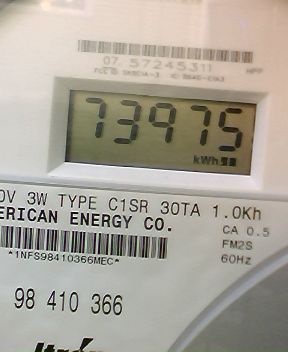 07 57245311
73975
kWh
0V 3W TYPE C1SR 30TA 1.0Kh
ERICAN ENERGY CO.
CA 0.5
FM2S
*1NFS98410366MEC*
60Hz
98 410 366
Itrón